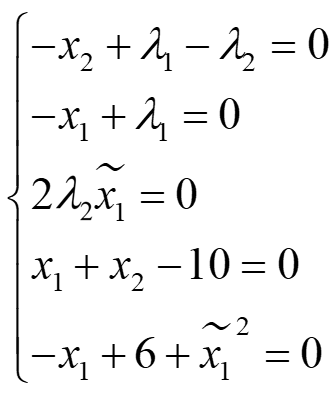 −x₂ + λ₁ − λ₂ = 0
−x₁ + λ₁ = 0
2λ₂x̃₁ = 0
x₁ + x₂ − 10 = 0
−x₁ + 6 + x̃₁² = 0